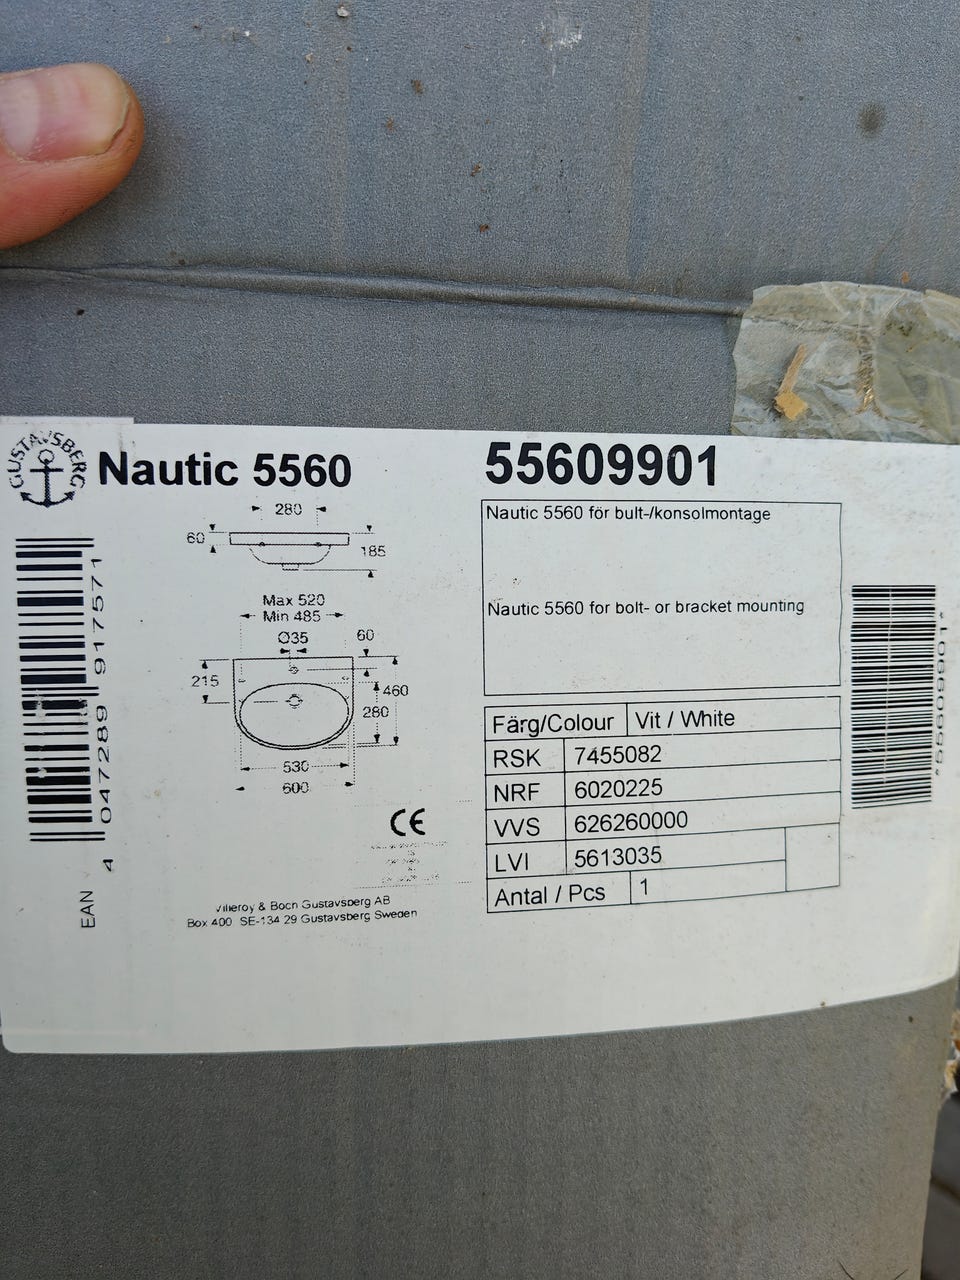 GUSTAVSBERG
Nautic 5560
55609901
280
60
185
Max 520
Min 485
Ø35
60
215
460
280
530
600
CE
Nautic 5560 för bult-/konsolmontage
Nautic 5560 for bolt- or bracket mounting
Färg/Colour Vit / White
RSK 7455082
NRF 6020225
VVS 626260000
LVI 5613035
Antal / Pcs 1
Villeroy & Boch Gustavsberg AB
Box 400 SE-134 29 Gustavsberg Sweden
EAN
4 047289 917571
*55609901*